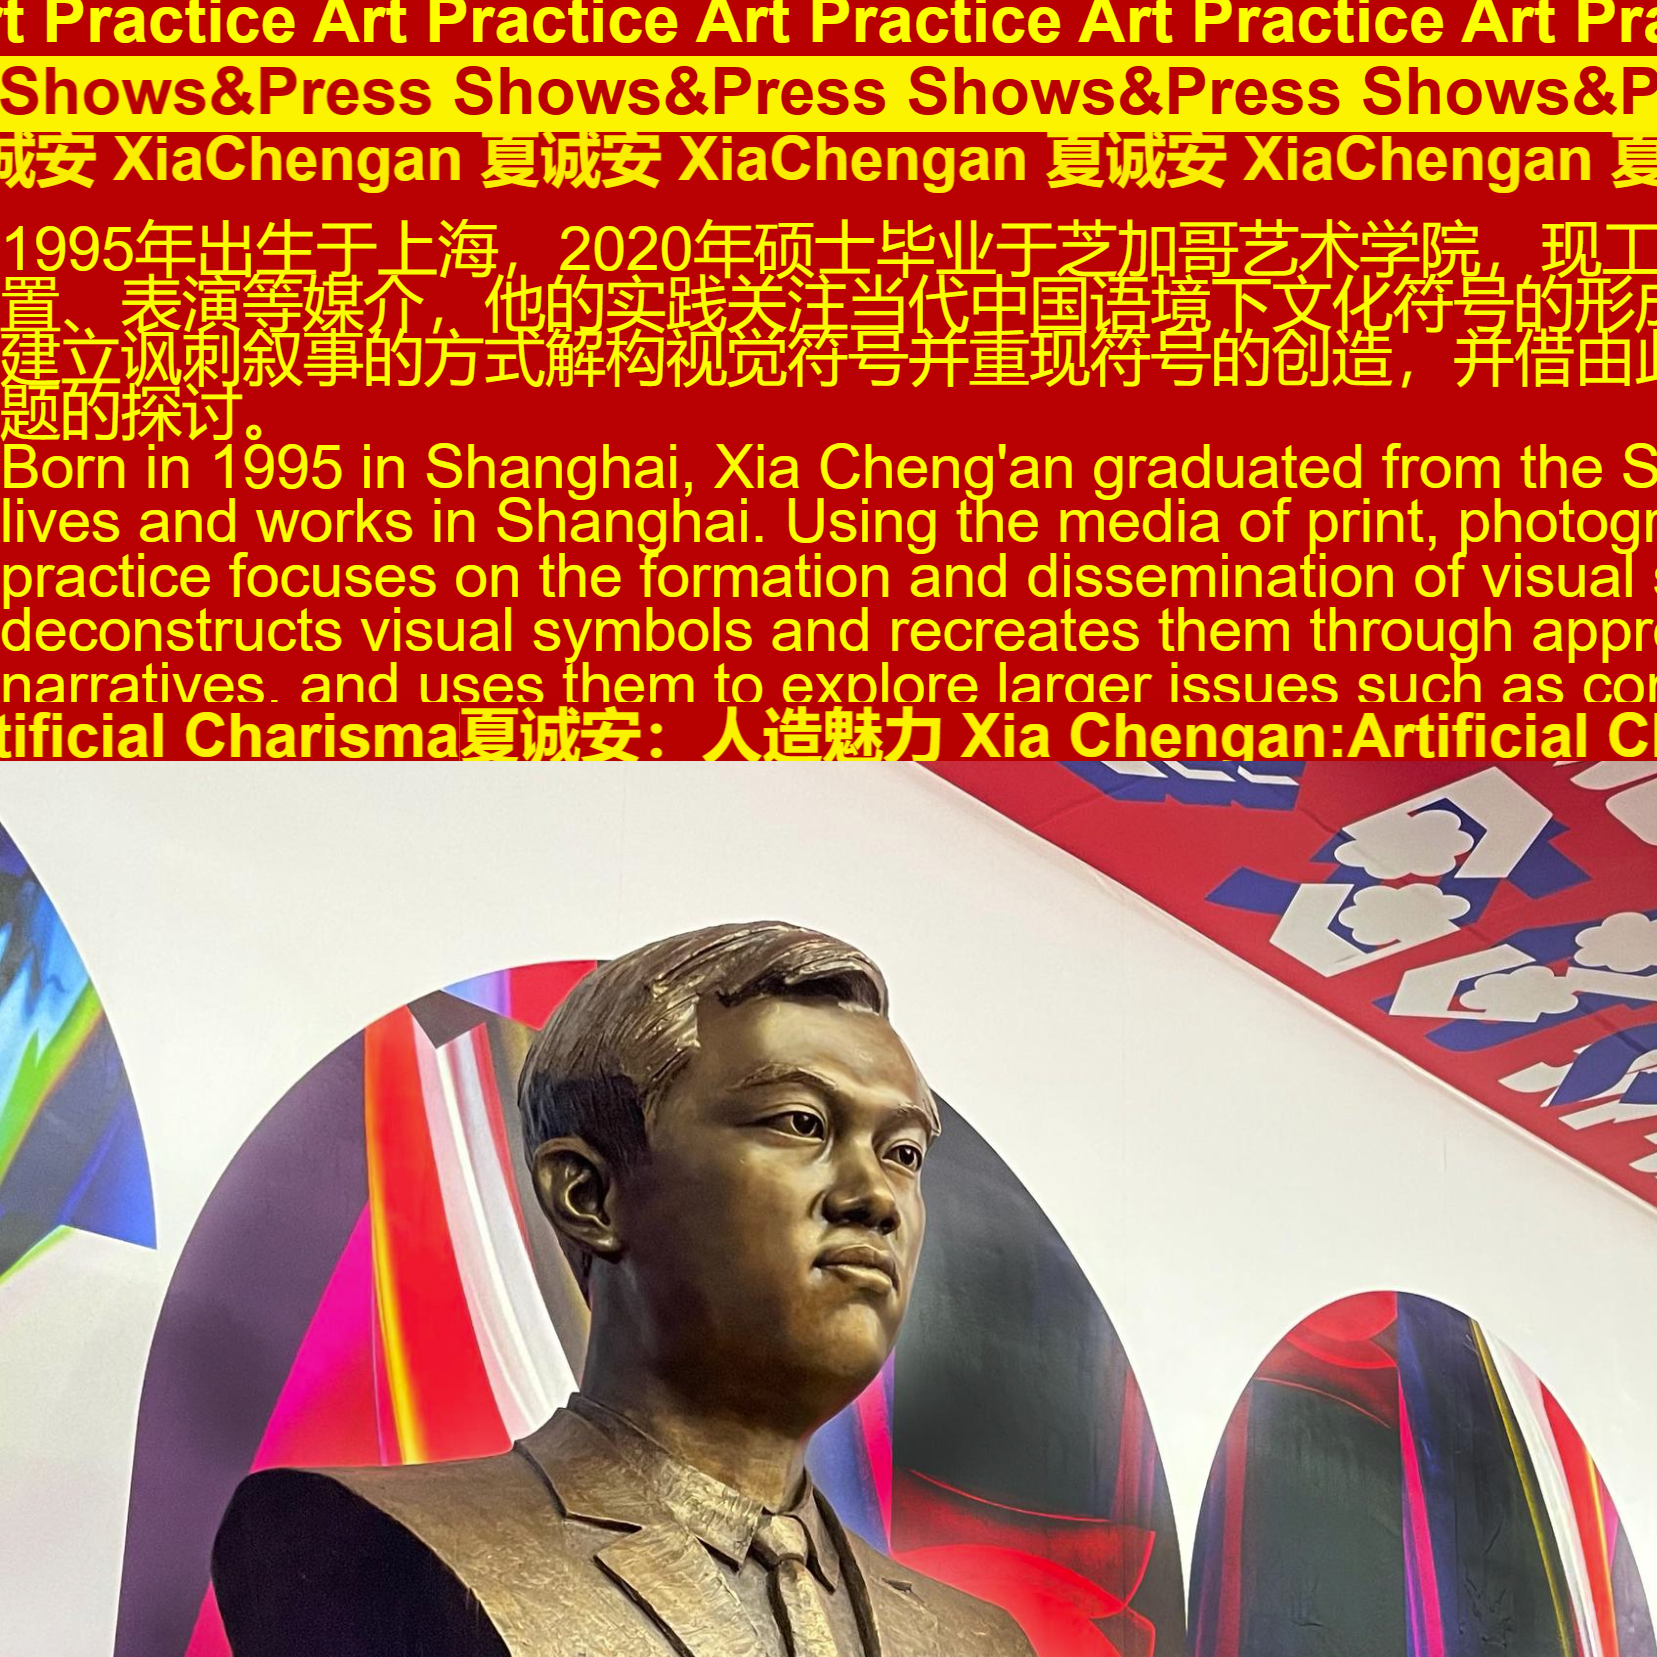 t Practice Art Practice Art Practice Art Practice Art Pra
Shows&Press Shows&Press Shows&Press Shows&P
诚安 XiaChengan 夏诚安 XiaChengan 夏诚安 XiaChengan 夏
1995年出生于上海，2020年硕士毕业于芝加哥艺术学院，现工
置、表演等媒介，他的实践关注当代中国语境下文化符号的形成
建立讽刺叙事的方式解构视觉符号并重现符号的创造，并借由此
题的探讨。
Born in 1995 in Shanghai, Xia Cheng'an graduated from the S
lives and works in Shanghai. Using the media of print, photogr
practice focuses on the formation and dissemination of visual s
deconstructs visual symbols and recreates them through appro
narratives, and uses them to explore larger issues such as con
tificial Charisma夏诚安：人造魅力 Xia Chengan:Artificial Ch